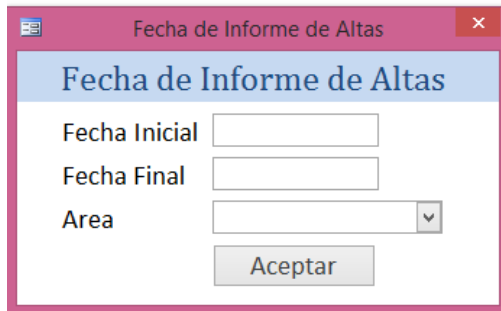 Fecha de Informe de Altas
Fecha de Informe de Altas
Fecha Inicial
Fecha Final
Area
Aceptar